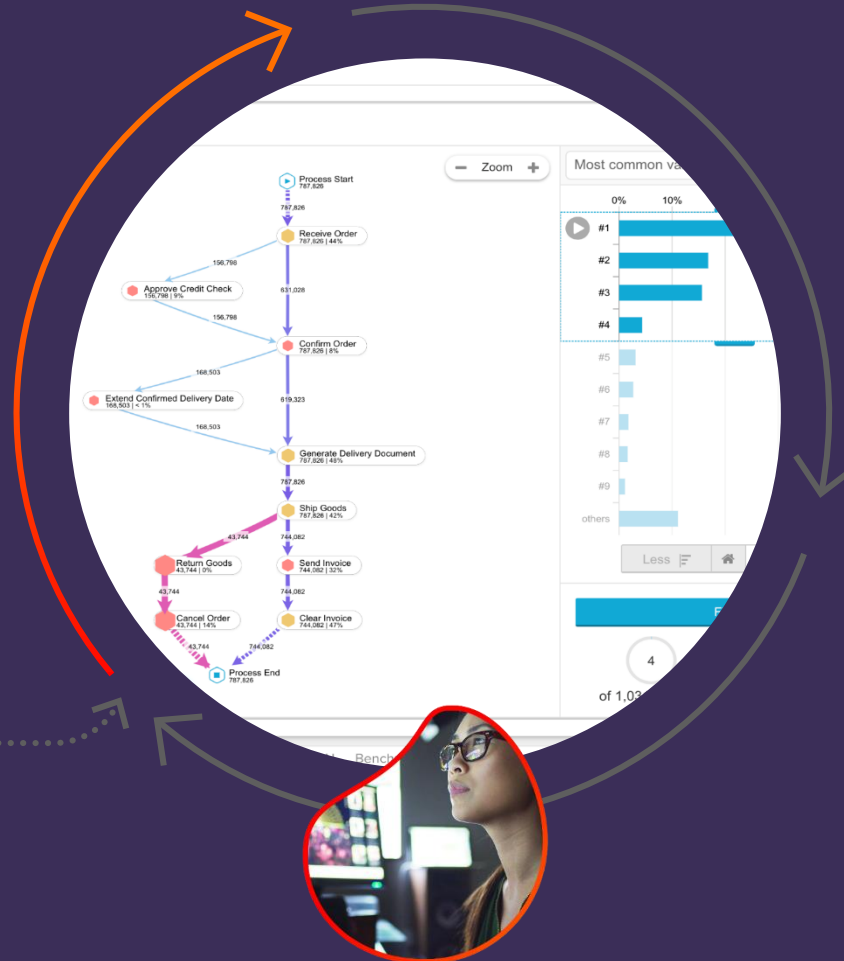 Zoom
Most common va
Process Start
787,826
787,826
Receive Order
787,826 | 44%
156,798
Approve Credit Check
156,798 | 9%
631,028
156,798
Confirm Order
787,826 | 8%
168,503
Extend Confirmed Delivery Date
168,503 | < 1%
619,323
168,503
Generate Delivery Document
787,826 | 48%
787,826
Ship Goods
787,826 | 42%
43,744
744,082
Return Goods
43,744 | 0%
Send Invoice
744,082 | 32%
43,744
744,082
Cancel Order
43,744 | 14%
Clear Invoice
744,082 | 47%
43,744
744,082
Process End
787,826
0%
10%
#1
#2
#3
#4
#5
#6
#7
#8
#9
others
Less
4
of 1,03
Bench